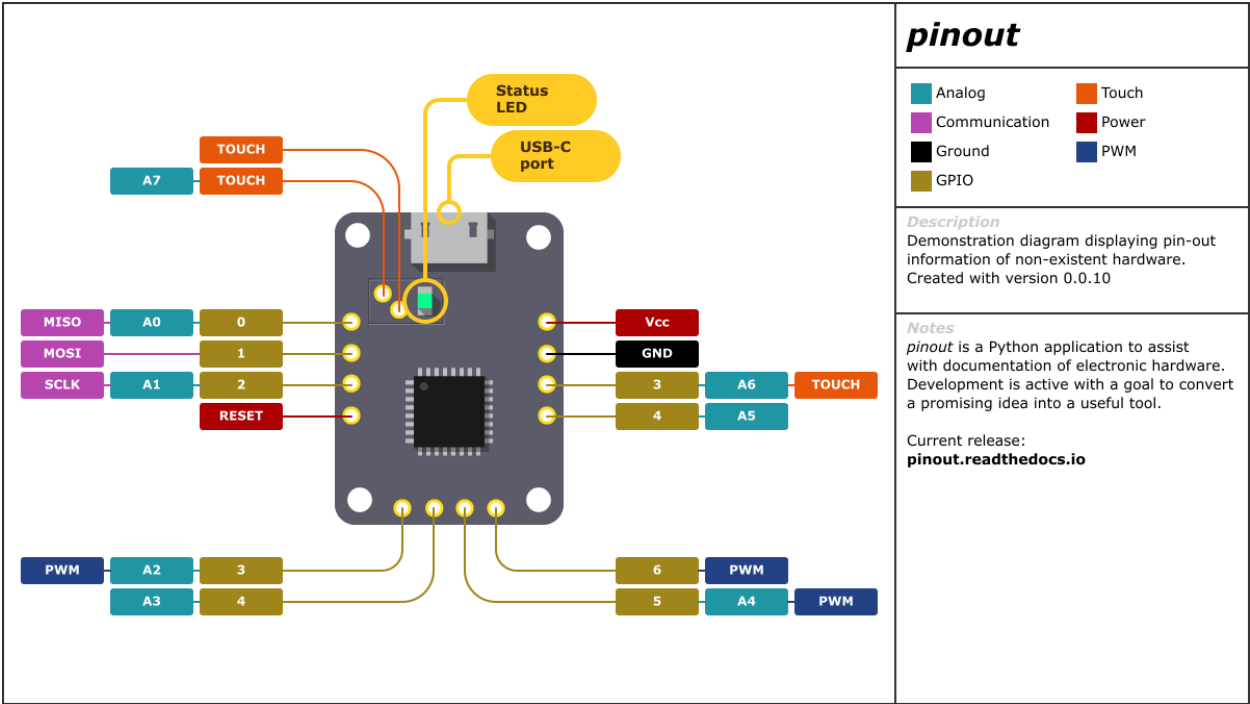 Status
LED
USB-C
port
TOUCH
A7 TOUCH
MISO A0 0
MOSI 1
SCLK A1 2
RESET
Vcc
GND
3 A6 TOUCH
4 A5
PWM A2 3
A3 4
6 PWM
5 A4 PWM
pinout
Analog
Communication
Ground
GPIO
Touch
Power
PWM
Description
Demonstration diagram displaying pin-out
information of non-existent hardware.
Created with version 0.0.10
Notes
pinout is a Python application to assist
with documentation of electronic hardware.
Development is active with a goal to convert
a promising idea into a useful tool.
Current release:
pinout.readthedocs.io